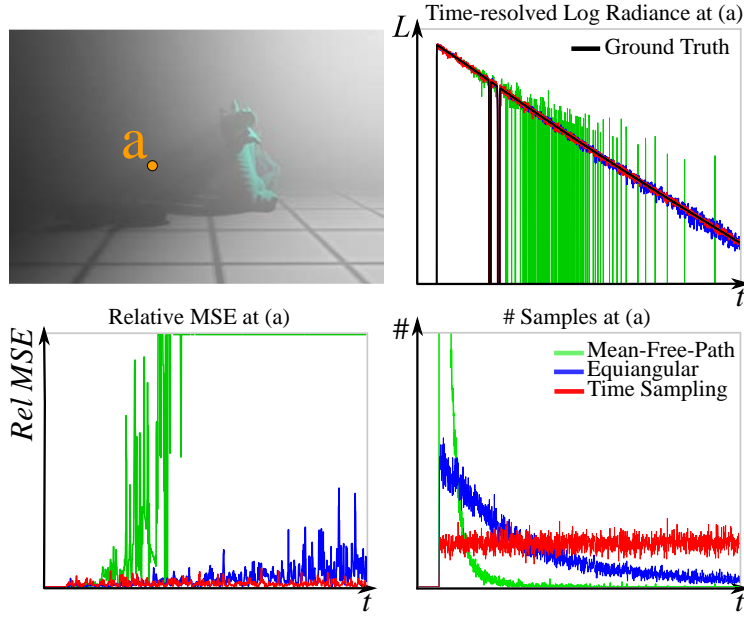 Time-resolved Log Radiance at (a)
L
Ground Truth
a
t
Relative MSE at (a)
Rel MSE
t
# Samples at (a)
#
Mean-Free-Path
Equiangular
Time Sampling
t